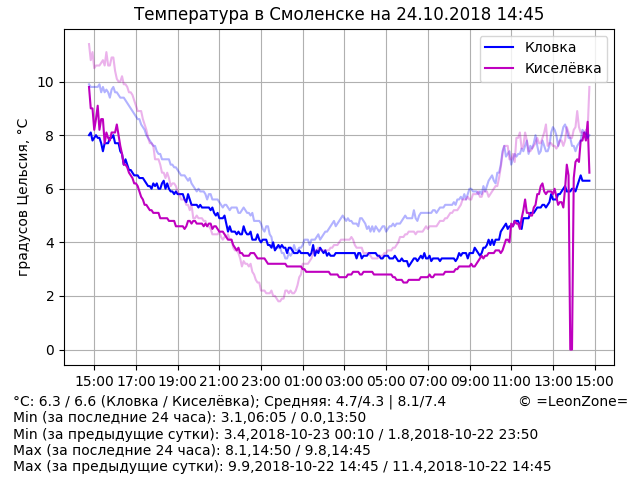 Температура в Смоленске на 24.10.2018 14:45
Кловка
Киселёвка
градусов Цельсия, °C
10
8
6
4
2
0
15:00 17:00 19:00 21:00 23:00 01:00 03:00 05:00 07:00 09:00 11:00 13:00 15:00
°C: 6.3 / 6.6 (Кловка / Киселёвка); Средняя: 4.7/4.3 | 8.1/7.4 © =LeonZone=
Min (за последние 24 часа): 3.1,06:05 / 0.0,13:50
Min (за предыдущие сутки): 3.4,2018-10-23 00:10 / 1.8,2018-10-22 23:50
Max (за последние 24 часа): 8.1,14:50 / 9.8,14:45
Max (за предыдущие сутки): 9.9,2018-10-22 14:45 / 11.4,2018-10-22 14:45